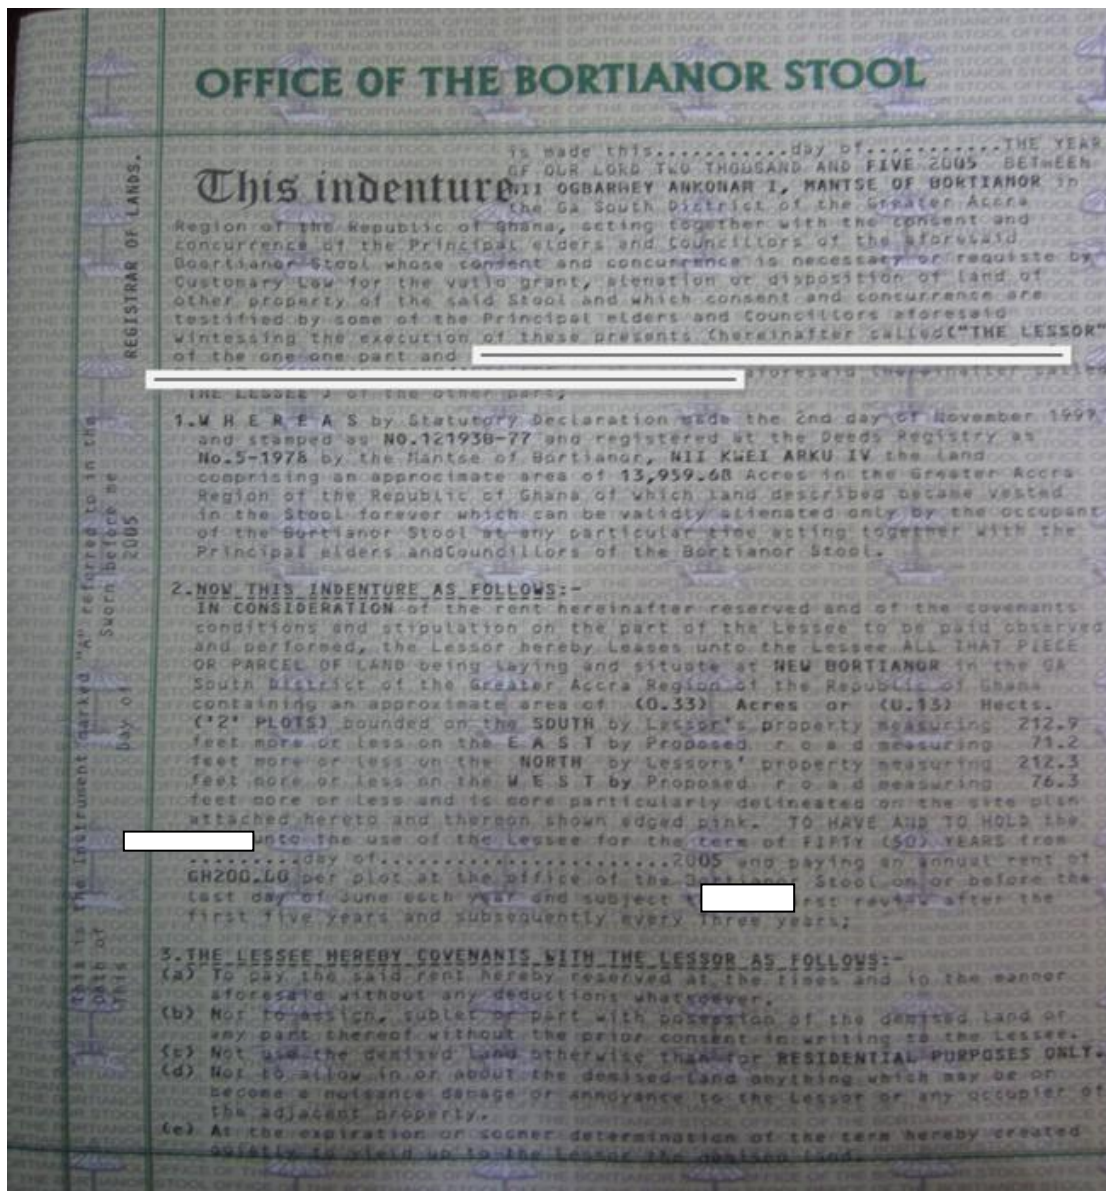 OFFICE OF THE BORTIANOR STOOL
is made this...........day of...........THE YEAR
OF OUR LORD TWO THOUSAND AND FIVE 2005 BETWEEN
This indenture NII OGBARHEY ANKONAH I, MANTSE OF BORTIANOR in
the Ga South District of the Greater Accra
Region of the Republic of Ghana, acting together with the consent and
concurrence of the Principal elders and Councillors of the aforesaid
Boortianor Stool whose consent and concurrence is necessary or requiste by
Customary Law for the valid grant, alenation or disposition of land of
other property of the said Stool and which consent and concurrence are
testified by some of the Principal elders and Councillors aforesaid
wintessing the execution of these presents (hereinafter called("THE LESSOR"
of the one one part and
aforesaid (hereinafter called
THE LESSEE") of the other part;
1.W H E R E A S by Statutory Declaration made the 2nd day of November 1997
and stamped as NO.121938-77 and registered at the Deeds Registry as
No.5-1978 by the Mantse of Bortianor, NII KWEI ARKU IV the land
comprising an approcimate area of 13,959.68 Acres in the Greater Accra
Region of the Republic of Ghana of which land described became vested
in the Stool forever which can be validly alienated only by the occupant
of the Bortianor Stool at any particular time acting together with the
Principal elders andCouncillors of the Bortianor Stool.
2.NOW THIS INDENTURE AS FOLLOWS:-
IN CONSIDERATION of the rent hereinafter reserved and of the covenants
conditions and stipulation on the part of the Lessee to be paid observed
and performed, the Lessor hereby Leases unto the Lessee ALL THAT PIECE
OR PARCEL OF LAND being laying and situate at NEW BORTIANOR in the GA
South District of the Greater Accra Region of the Republic of Ghana
containing an approximate area of (0.33) Acres or (0.13) Hects.
('2' PLOTS) bounded on the SOUTH by Lessor's property measuring 212.9
feet more or less on the E A S T by Proposed r o a d measuring 71.2
feet more or less on the NORTH by Lessors' property measuring 212.3
feet more or less on the W E S T by Proposed r o a d measuring 76.3
feet more or less and is more particularly delineated on the site plan
attached hereto and thereon shown edged pink. TO HAVE AND TO HOLD the
unto the use of the Lessee for the term of FIFTY (50) YEARS from
.........day of......................2005 and paying an annual rent of
GH200.00 per plot at the office of the Bortianor Stool on or before the
last day of June each year and subject first review after the
first five years and subsequently every three years;
3.THE LESSEE HEREBY COVENANTS WITH THE LESSOR AS FOLLOWS:-
(a) To pay the said rent hereby reserved at the times and in the manner
aforesaid without any deductions whatsoever.
(b) Not to assign, sublet or part with posession of the demised land or
any part thereof without the prior consent in writing to the Lessee.
(c) Not use the demised land otherwise than for RESIDENTIAL PURPOSES ONLY.
(d) Not to allow in or about the demised land anything which may be or
become a nuisance damage or annoyance to the Lessor or any occupier of
the adjacent property.
(e) At the expiration or sooner determination of the term hereby created
quietly to yield up to the Lessor the demised land.
This is the Instrument marked "A" referred to in the
Oath of
This Day of 2005
Sworn before me
REGISTRAR OF LANDS.